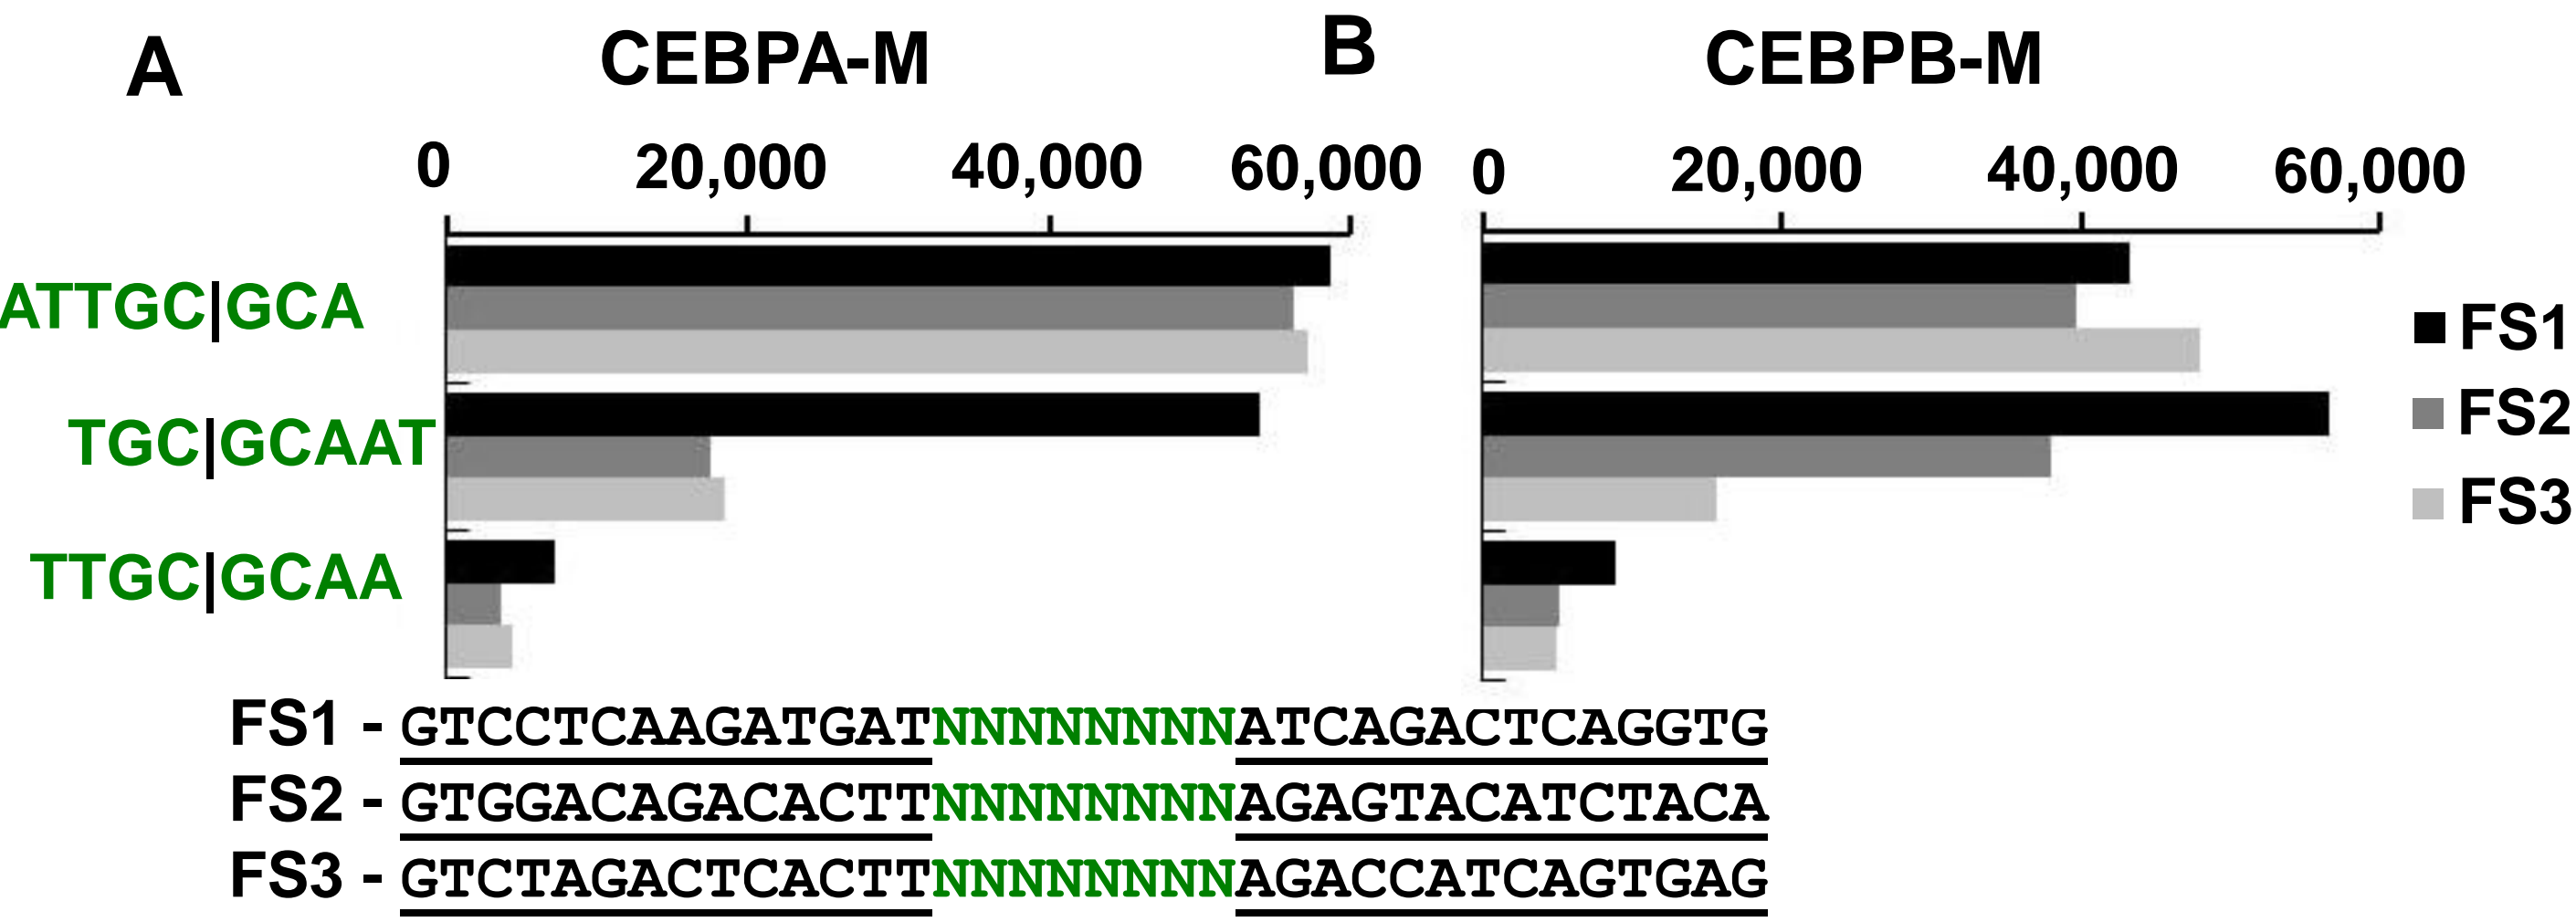 A CEBPA-M B CEBPB-M
0 20,000 40,000 60,000 0 20,000 40,000 60,000
ATTGC|GCA
TGC|GCAAT
TTGC|GCAA
FS1
FS2
FS3
FS1 - GTCCTCAAGATGATNNNNNNNNATCAGACTCAGGTG
FS2 - GTGGACAGACACTTNNNNNNNNAGAGTACATCTACA
FS3 - GTCTAGACTCACTTNNNNNNNNAGACCATCAGTGAG